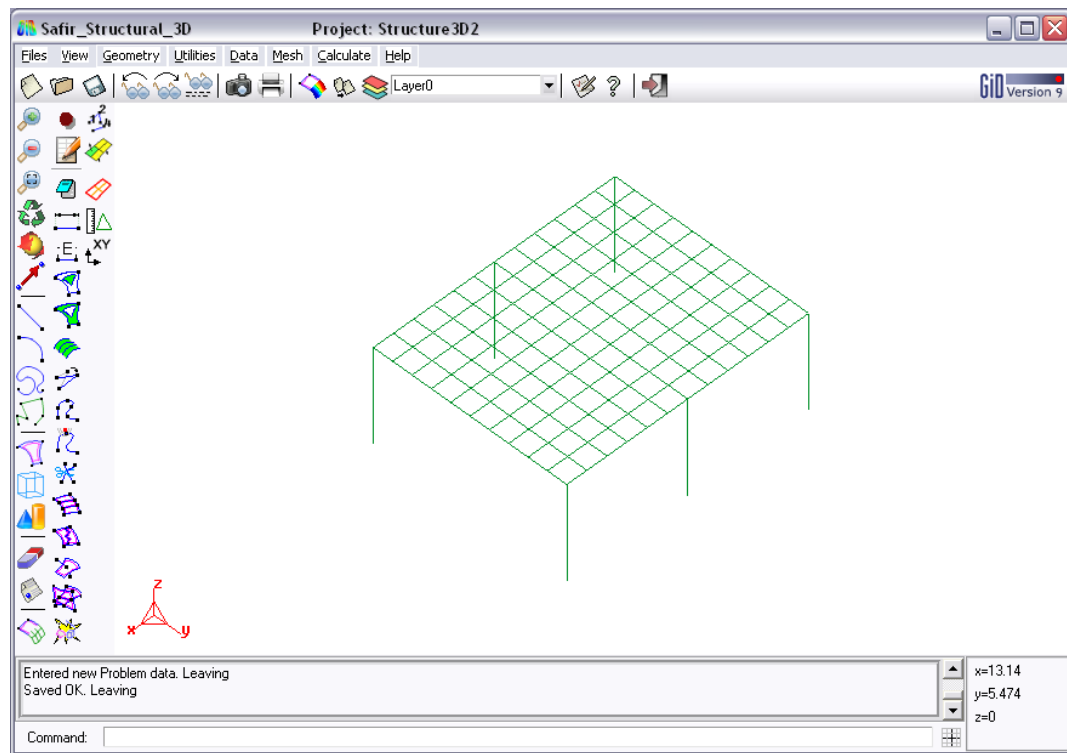 Safir_Structural_3D Project: Structure3D2
Files View Geometry Utilities Data Mesh Calculate Help
Layer0
GiD Version 9
2
E
XY
z
x
y
Entered new Problem data. Leaving
Saved OK. Leaving
x=13.14
y=5.474
z=0
Command: